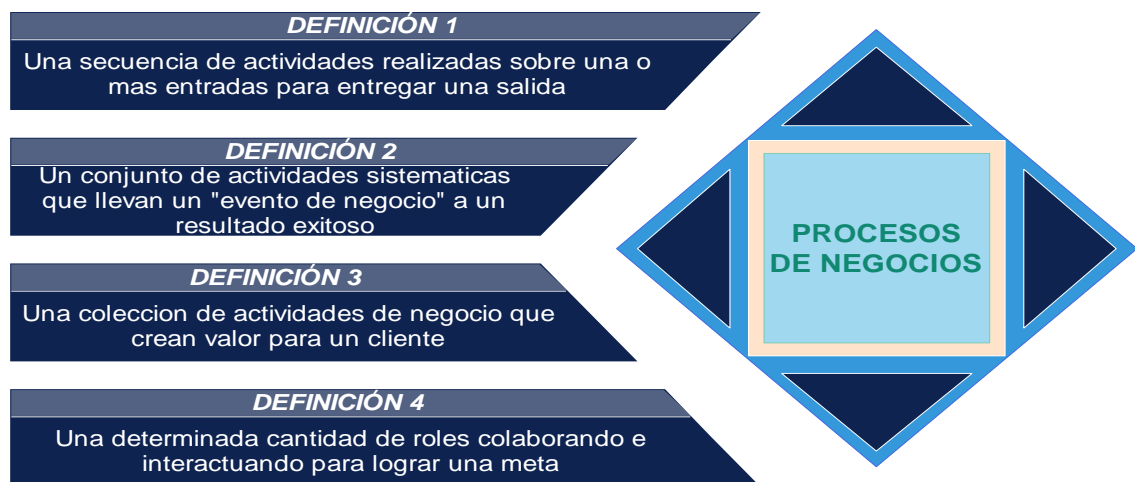 DEFINICIÓN 1
Una secuencia de actividades realizadas sobre una o
mas entradas para entregar una salida
DEFINICIÓN 2
Un conjunto de actividades sistematicas
que llevan un "evento de negocio" a un
resultado exitoso
DEFINICIÓN 3
Una coleccion de actividades de negocio que
crean valor para un cliente
DEFINICIÓN 4
Una determinada cantidad de roles colaborando e
interactuando para lograr una meta
PROCESOS
DE NEGOCIOS